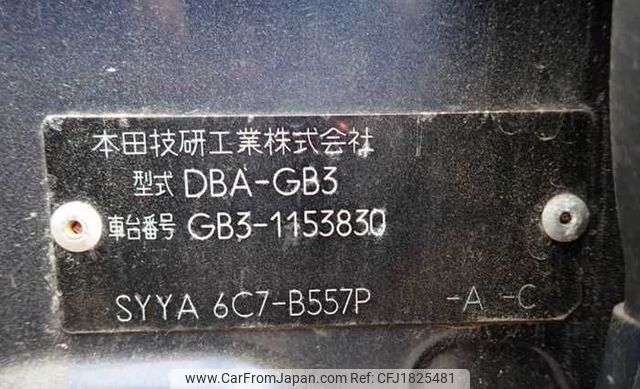 本田技研工業株式会社
型式 DBA-GB3
車台番号 GB3-1153830
SYYA 6C7-B557P -A -C
www.CarFromJapan.com | CFJ1825481